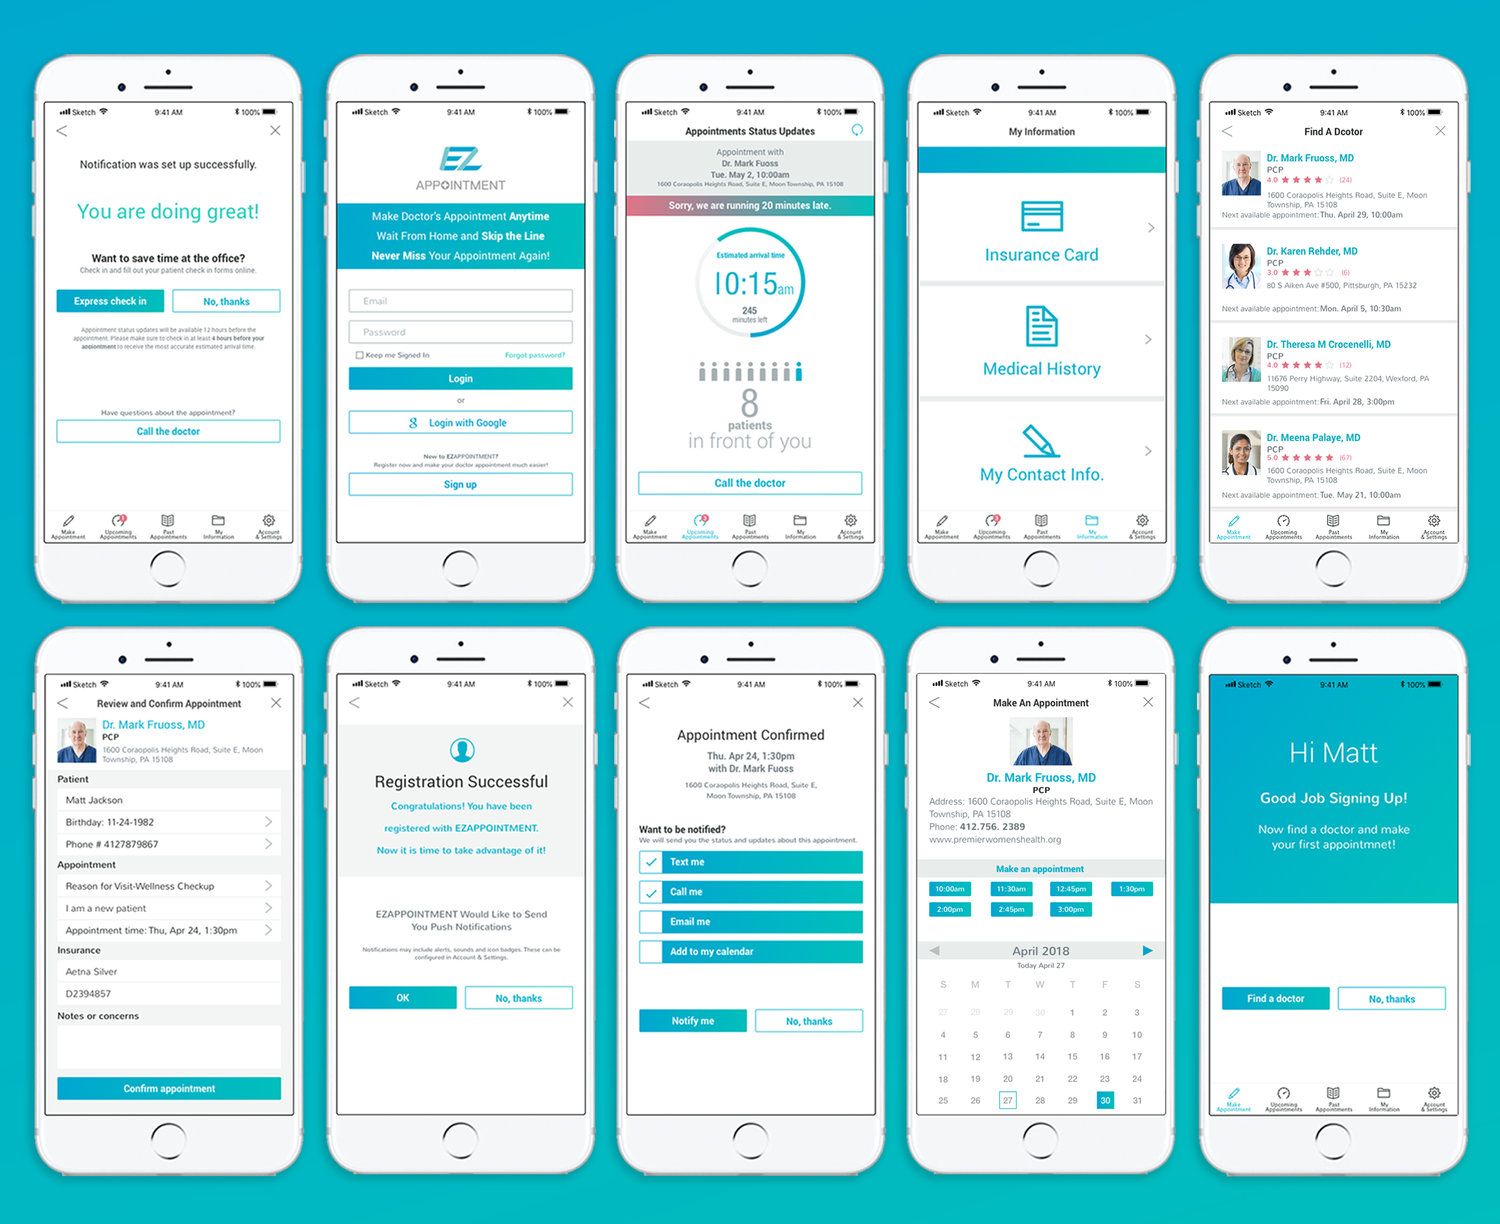 Sketch 9:41 AM 100%
Notification was set up successfully.
You are doing great!
Want to save time at the office?
Check in and fill out your patient check in forms online.
Express check in No, thanks
Appointment status updates will be available 12 hours before the
appointment. Please make sure to check in at least 4 hours before your
appiontment to receive the most accurate estimated arrival time.
Have questions about the appointment?
Call the doctor
Make Appointment
1
Upcoming Appointments
Past Appointments
My Information
Account & Settings
Sketch 9:41 AM 100%
EZ
APPOINTMENT
Make Doctor's Appointment Anytime
Wait From Home and Skip the Line
Never Miss Your Appointment Again!
Email
Password
Keep me Signed In Forgot password?
Login
or
8 Login with Google
New to EZAPPOINTMENT?
Register now and make your doctor appointment much easier!
Sign up
Sketch 9:41 AM 100%
Appointments Status Updates
Appointment with
Dr. Mark Fuoss
Tue. May 2, 10:00am
1600 Coraopolis Heights Road, Suite E, Moon Township, PA 15108
Sorry, we are running 20 minutes late.
Estimated arrival time
10:15am
245
minutes left
8
patients
in front of you
Call the doctor
Make Appointment
Upcoming Appointments
Past Appointments
My Information
Account & Settings
Sketch 9:41 AM 100%
My Information
Insurance Card
Medical History
My Contact Info.
Make Appointment
Upcoming Appointments
Past Appointments
My Information
Account & Settings
Sketch 9:41 AM 100%
Find A Dcotor
Dr. Mark Fruoss, MD
PCP
4.0 (24)
1600 Coraopolis Heights Road, Suite E, Moon
Township, PA 15108
Next available appointment: Thu. April 29, 10:00am
Dr. Karen Rehder, MD
PCP
3.0 (6)
80 S Aiken Ave #500, Pittsburgh, PA 15232
Next available appointment: Mon. April 5, 10:30am
Dr. Theresa M Crocenelli, MD
PCP
4.0 (12)
11676 Perry Highway, Suite 2204, Wexford, PA
15090
Next available appointment: Fri. April 28, 3:00pm
Dr. Meena Palaye, MD
PCP
5.0 (67)
1600 Coraopolis Heights Road, Suite E, Moon
Township, PA 15108
Next available appointment: Tue. May 21, 10:00am
Make Appointment
Upcoming Appointments
Past Appointments
My Information
Account & Settings
Sketch 9:41 AM 100%
Review and Confirm Appointment
Dr. Mark Fruoss, MD
PCP
1600 Coraopolis Heights Road, Suite E, Moon
Township, PA 15108
Patient
Matt Jackson
Birthday: 11-24-1982
Phone # 4127879867
Appointment
Reason for Visit-Wellness Checkup
I am a new patient
Appointment time: Thu, Apr 24, 1:30pm
Insurance
Aetna Silver
D2394857
Notes or concerns
Confirm appointment
Sketch 9:41 AM 100%
Registration Successful
Congratulations! You have been
registered with EZAPPOINTMENT.
Now it is time to take advantage of it!
EZAPPOINTMENT Would Like to Send
You Push Notifications
Notifications may include alerts, sounds and icon badges. These can be
configured in Account & Settings.
OK No, thanks
Sketch 9:41 AM 100%
Appointment Confirmed
Thu. Apr 24, 1:30pm
with Dr. Mark Fuoss
1600 Coraopolis Heights Road, Suite E,
Moon Township, PA 15108
Want to be notified?
We will send you the status and updates about this appointment.
Text me
Call me
Email me
Add to my calendar
Notify me No, thanks
Sketch 9:41 AM 100%
Make An Appointment
Dr. Mark Fruoss, MD
PCP
Address: 1600 Coraopolis Heights Road, Suite E, Moon
Township, PA 15108
Phone: 412.756. 2389
www.premierwomenshealth.org
Make an appointment
10:00am 11:30am 12:45pm 1:30pm
2:00pm 2:45pm 3:00pm
April 2018
Today April 27
S M T W T F S
27 28 29 30 1 2 3
4 5 6 7 8 9 10
11 12 13 14 15 16 17
18 19 20 21 22 23 24
25 26 27 28 29 30 31
Sketch 9:41 AM 100%
Hi Matt
Good Job Signing Up!
Now find a doctor and make
your first appointmnet!
Find a doctor No, thanks
Make Appointment
Upcoming Appointments
Past Appointments
My Information
Account & Settings